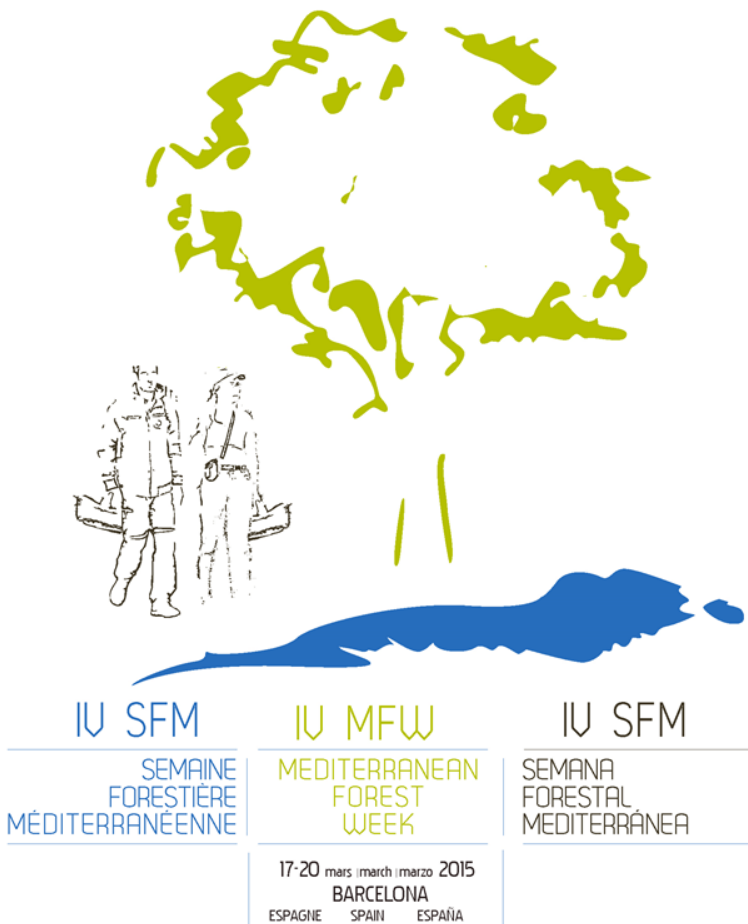 IV SFM
SEMAINE
FORESTIÈRE
MÉDITERRANÉENNE
IV MFW
MEDITERRANEAN
FOREST
WEEK
IV SFM
SEMANA
FORESTAL
MEDITERRÁNEA
17-20 mars | march | marzo 2015
BARCELONA
ESPAGNE SPAIN ESPAÑA